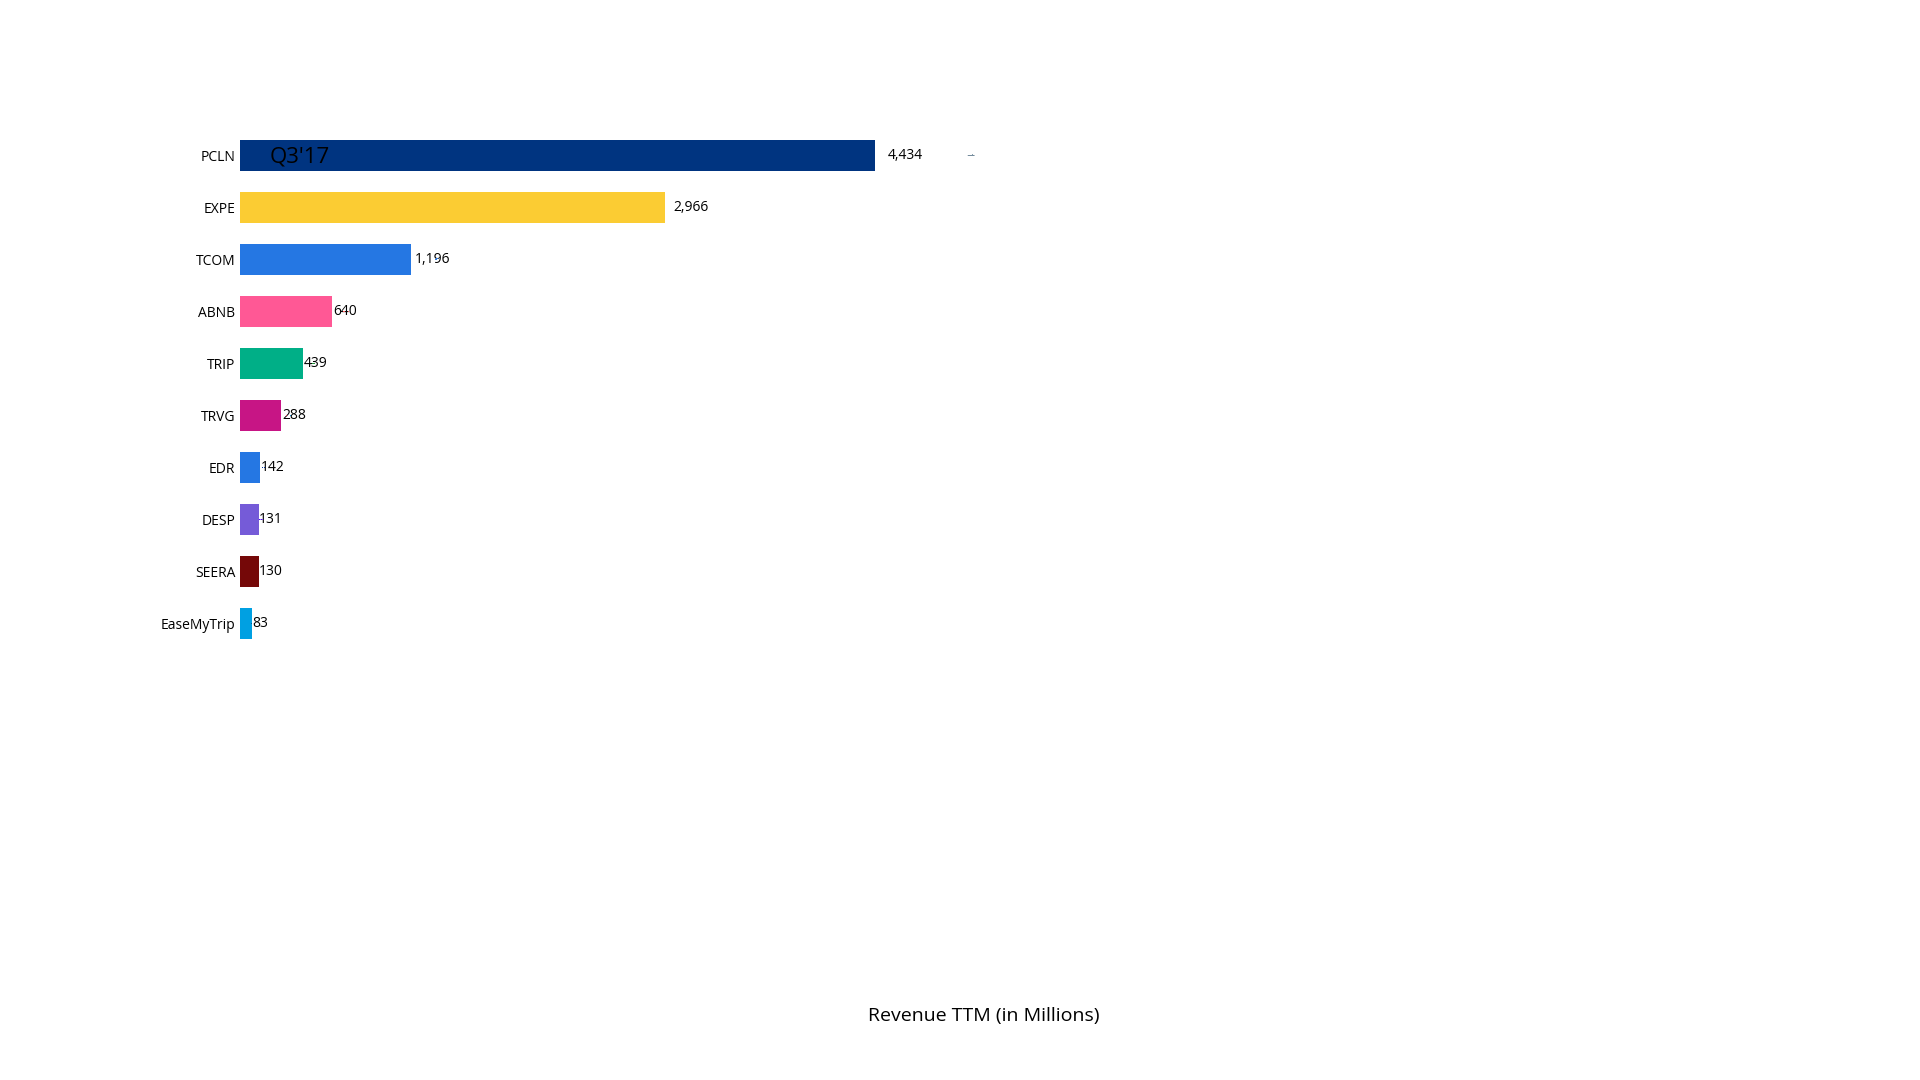 PCLN Q3'17 4,434
EXPE 2,966
TCOM 1,196
ABNB 640
TRIP 439
TRVG 288
EDR 142
DESP 131
SEERA 130
EaseMyTrip 83
Revenue TTM (in Millions)